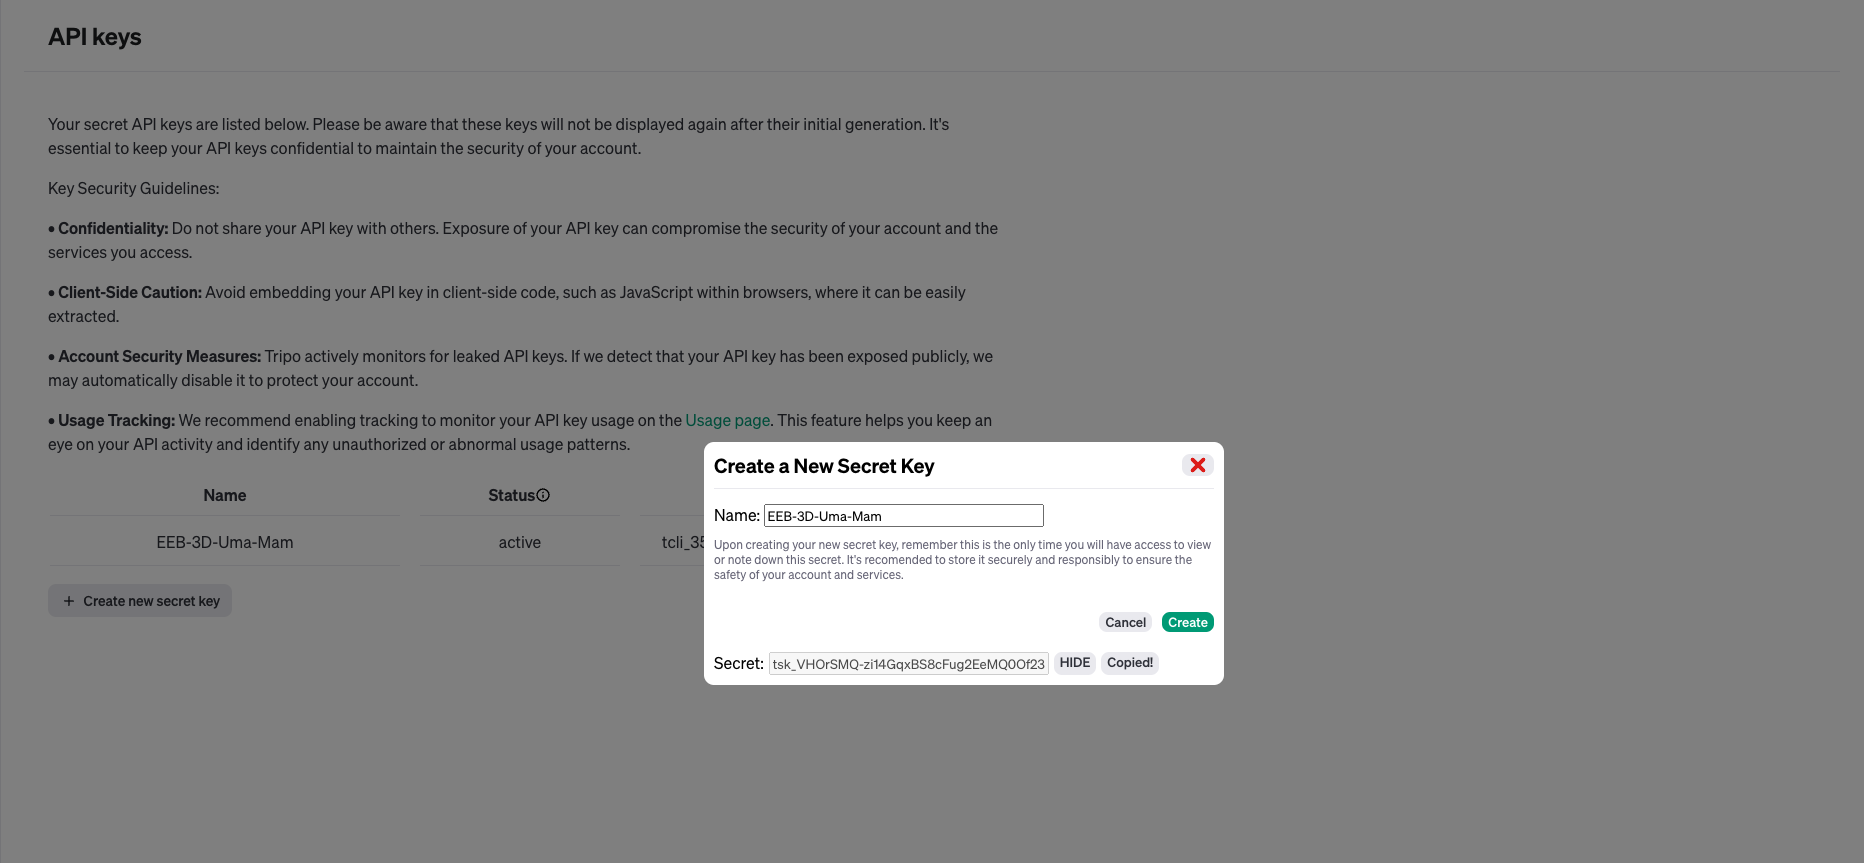 API keys
Your secret API keys are listed below. Please be aware that these keys will not be displayed again after their initial generation. It's
essential to keep your API keys confidential to maintain the security of your account.
Key Security Guidelines:
• Confidentiality: Do not share your API key with others. Exposure of your API key can compromise the security of your account and the
services you access.
• Client-Side Caution: Avoid embedding your API key in client-side code, such as JavaScript within browsers, where it can be easily
extracted.
• Account Security Measures: Tripo actively monitors for leaked API keys. If we detect that your API key has been exposed publicly, we
may automatically disable it to protect your account.
• Usage Tracking: We recommend enabling tracking to monitor your API key usage on the Usage page. This feature helps you keep an
eye on your API activity and identify any unauthorized or abnormal usage patterns.
Name Status
EEB-3D-Uma-Mam active tcli_35
+ Create new secret key
Create a New Secret Key
Name: EEB-3D-Uma-Mam
Upon creating your new secret key, remember this is the only time you will have access to view
or note down this secret. It's recomended to store it securely and responsibly to ensure the
safety of your account and services.
Cancel Create
Secret: tsk_VHOrSMQ-zi14GqxBS8cFug2EeMQ0Of23 HIDE Copied!